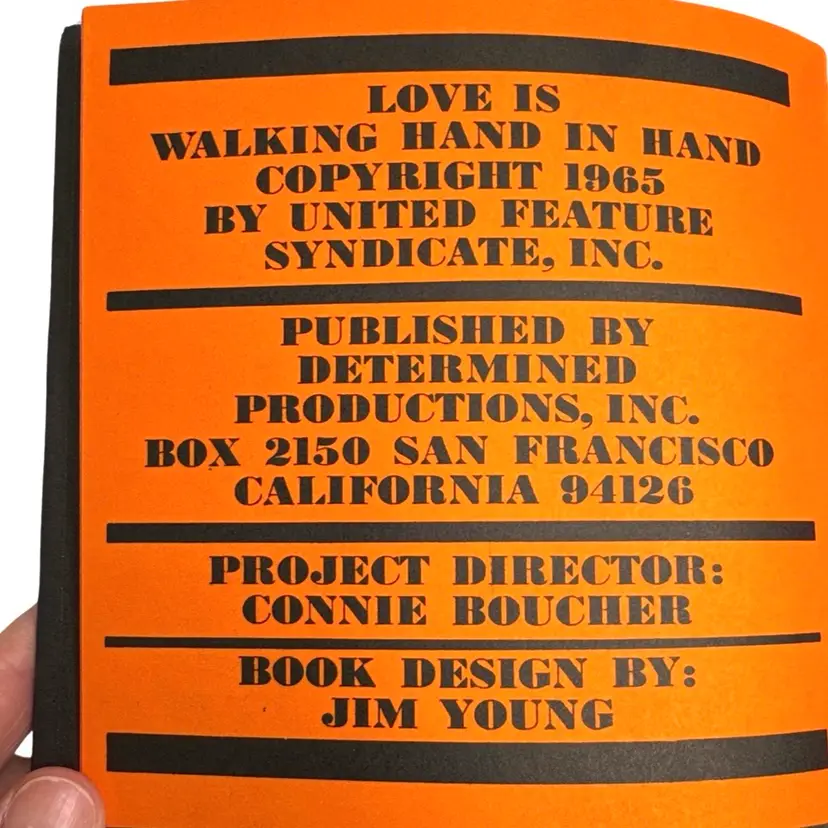 LOVE IS
WALKING HAND IN HAND
COPYRIGHT 1965
BY UNITED FEATURE
SYNDICATE, INC.
PUBLISHED BY
DETERMINED
PRODUCTIONS, INC.
BOX 2150 SAN FRANCISCO
CALIFORNIA 94126
PROJECT DIRECTOR:
CONNIE BOUCHER
BOOK DESIGN BY:
JIM YOUNG